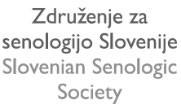 Združenje za
senologijo Slovenije
Slovenian Senologic
Society